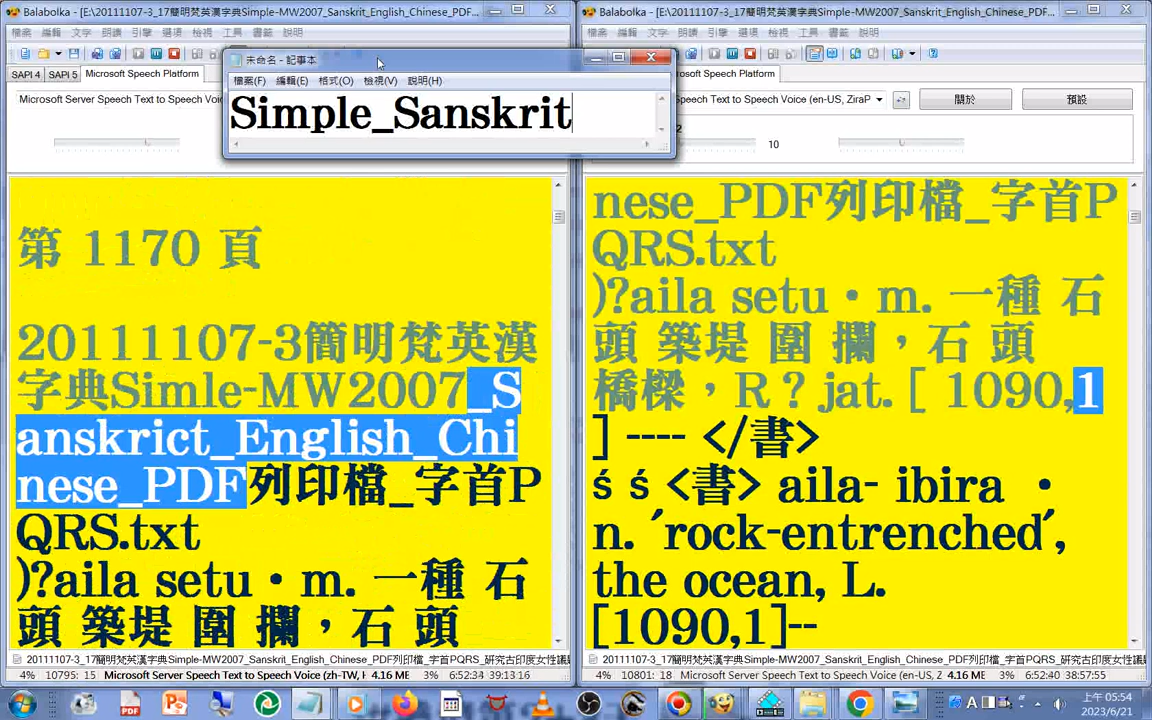 Balabolka - [E:\20111107-3_17簡明梵英漢字典Simple-MW2007_Sanskrit_English_Chinese_PDF...
檔案 編輯 文字 朗讀 引擎 選項 檢視 工具 書籤 說明
SAPI 4 SAPI 5 Microsoft Speech Platform
Microsoft Server Speech Text to Speech Voice
未命名 - 記事本
檔案(F) 編輯(E) 格式(O) 檢視(V) 說明(H)
Simple_Sanskrit
第 1170 頁
20111107-3簡明梵英漢
字典Simle-MW2007_S
anskrict_English_Chi
nese_PDF列印檔_字首P
QRS.txt
)?aila setu • m. 一種 石
頭 築堤 圍 攔，石 頭
20111107-3_17簡明梵英漢字典Simple-MW2007_Sanskrit_English_Chinese_PDF列印檔_字首PQRS_研究古印度女性議
4% 10795: 15 Microsoft Server Speech Text to Speech Voice (zh-TW, H 4.16 MB 3% 6:52:34 39:13:16
Balabolka - [E:\20111107-3_17簡明梵英漢字典Simple-MW2007_Sanskrit_English_Chinese_PDF...
檔案 編輯 文字 朗讀 引擎 選項 檢視 工具 書籤 說明
Speech Platform
Speech Text to Speech Voice (en-US, ZiraP
關於
預設
2
10
nese_PDF列印檔_字首P
QRS.txt
)?aila setu • m. 一種 石
頭 築堤 圍 攔，石 頭
橋樑，R？jat. [ 1090,1
] ---- </書>
ś ś <書> aila- ibira •
n. ′rock-entrenched′,
the ocean, L.
[1090,1]--
20111107-3_17簡明梵英漢字典Simple-MW2007_Sanskrit_English_Chinese_PDF列印檔_字首PQRS_研究古印度女性議
4% 10801: 18 Microsoft Server Speech Text to Speech Voice (en-US, Z 4.16 MB 3% 6:52:40 38:57:55
上午 05:54
2023/6/21